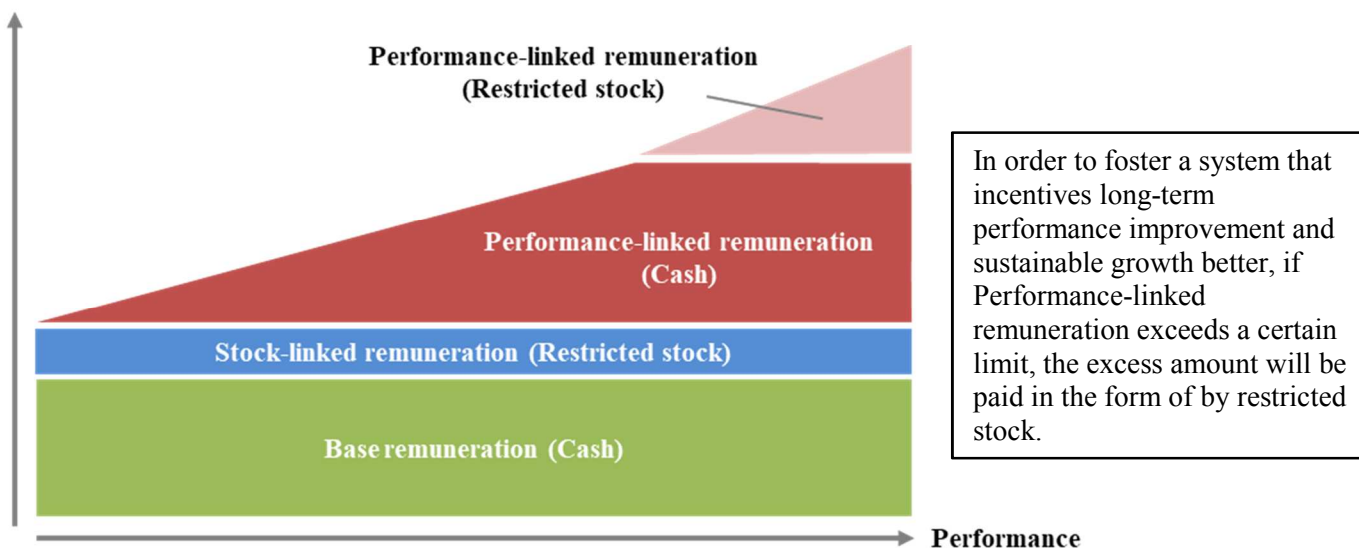 Performance-linked remuneration
(Restricted stock)
Performance-linked remuneration
(Cash)
Stock-linked remuneration (Restricted stock)
Base remuneration (Cash)
Performance
In order to foster a system that
incentives long-term
performance improvement and
sustainable growth better, if
Performance-linked
remuneration exceeds a certain
limit, the excess amount will be
paid in the form of by restricted
stock.